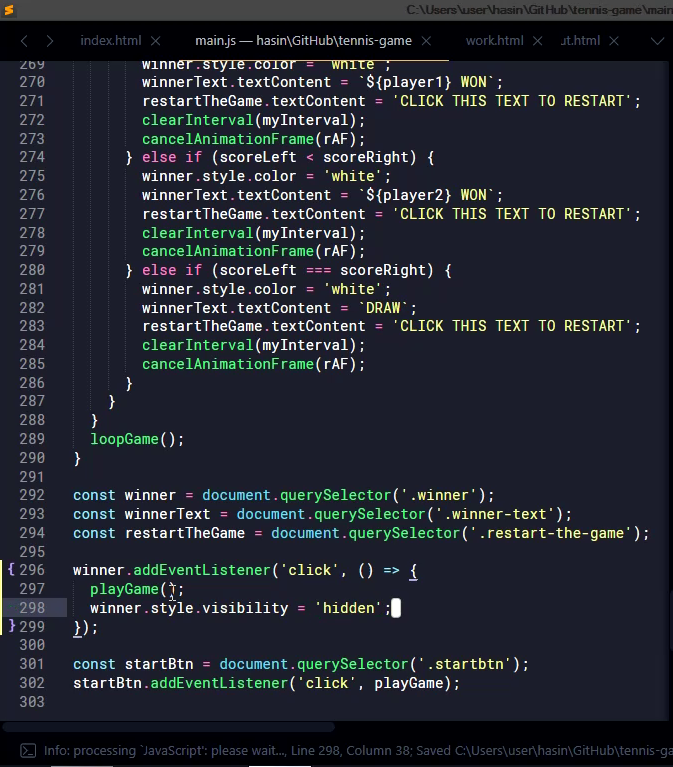 C:\Users\user\hasin\GitHub\tennis-game\main
index.html × main.js — hasin\GitHub\tennis-game × work.html × .html ×
269 winner.style.color = 'white';
270 winnerText.textContent = `${player1} WON`;
271 restartTheGame.textContent = 'CLICK THIS TEXT TO RESTART';
272 clearInterval(myInterval);
273 cancelAnimationFrame(rAF);
274 } else if (scoreLeft < scoreRight) {
275 winner.style.color = 'white';
276 winnerText.textContent = `${player2} WON`;
277 restartTheGame.textContent = 'CLICK THIS TEXT TO RESTART';
278 clearInterval(myInterval);
279 cancelAnimationFrame(rAF);
280 } else if (scoreLeft === scoreRight) {
281 winner.style.color = 'white';
282 winnerText.textContent = `DRAW`;
283 restartTheGame.textContent = 'CLICK THIS TEXT TO RESTART';
284 clearInterval(myInterval);
285 cancelAnimationFrame(rAF);
286 }
287 }
288 }
289 loopGame();
290 }
291
292 const winner = document.querySelector('.winner');
293 const winnerText = document.querySelector('.winner-text');
294 const restartTheGame = document.querySelector('.restart-the-game');
295
296 winner.addEventListener('click', () => {
297 playGame();
298 winner.style.visibility = 'hidden';
299 });
300
301 const startBtn = document.querySelector('.startbtn');
302 startBtn.addEventListener('click', playGame);
303
Info: processing `JavaScript': please wait..., Line 298, Column 38; Saved C:\Users\user\hasin\GitHub\tennis-ga